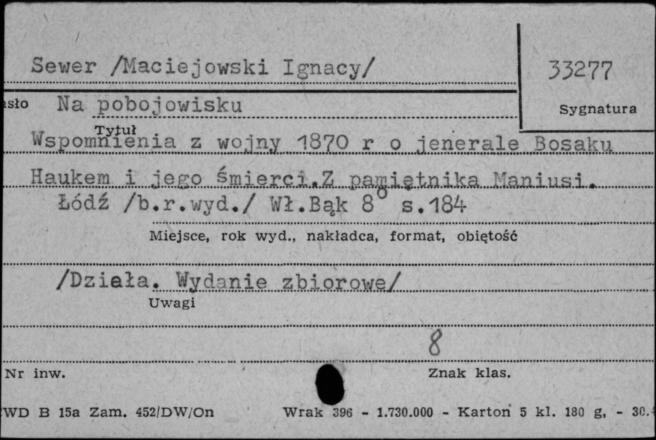 Sewer /Maciejowski Ignacy/
33277
Na pobojowisku
Sygnatura
Tytuł
Wspomnienia z wojny 1870 r o jenerale Bosaku
Haukem i jego śmierci.Z pamiętnika Maniusi.
Łódź /b.r.wyd./ Wł.Bąk 8° s.184
Miejsce, rok wyd., nakładca, format, objętość
/Dzieła. Wydanie zbiorowe/
Uwagi
8
Nr inw.
Znak klas.
WD B 15a Zam. 452/DW/On Wrak 396 - 1.730.000 - Karton 5 kl. 180 g, - 30.